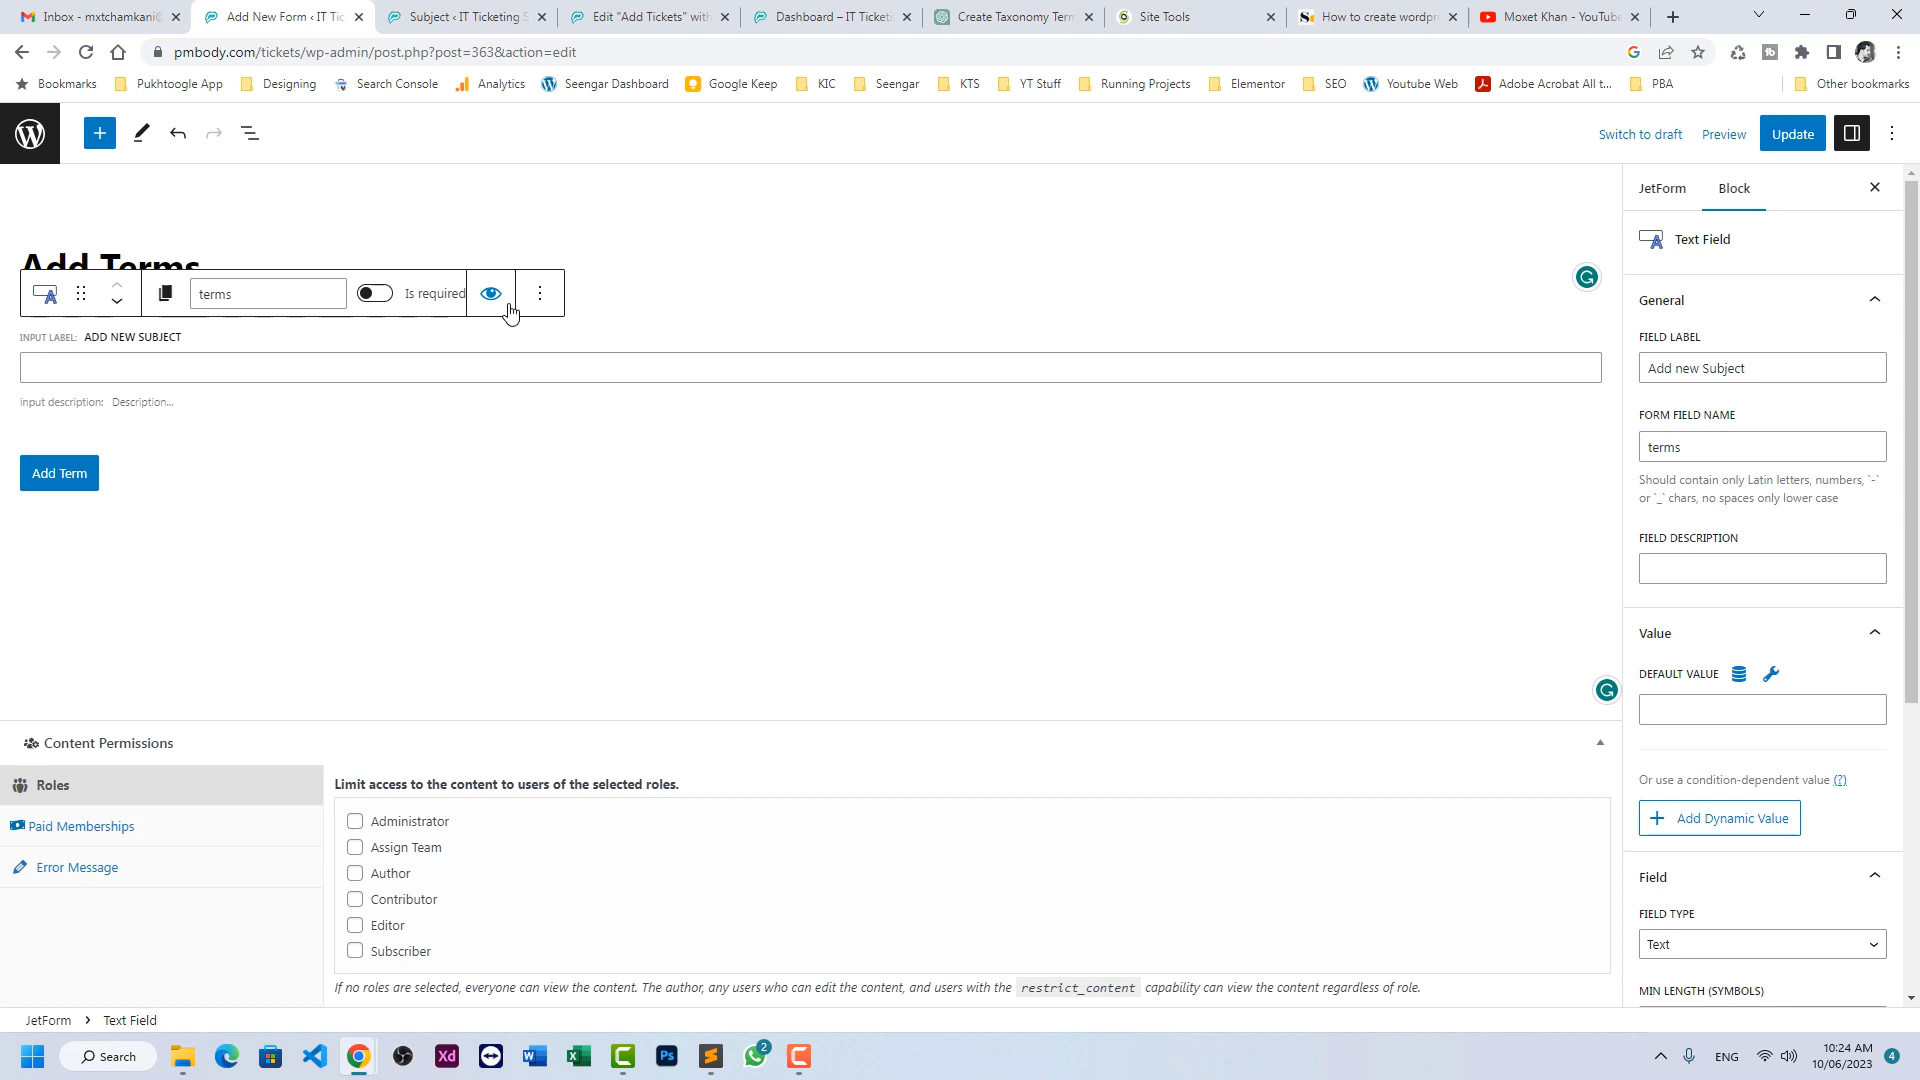 Inbox - mxtchamkani@
Add New Form ‹ IT Tic
Subject ‹ IT Ticketing S
Edit "Add Tickets" with
Dashboard – IT Ticketi
Create Taxonomy Term
Site Tools
How to create wordpr
Moxet Khan - YouTube
pmbody.com/tickets/wp-admin/post.php?post=363&action=edit
Bookmarks
Pukhtoogle App
Designing
Search Console
Analytics
Seengar Dashboard
Google Keep
KIC
Seengar
KTS
YT Stuff
Running Projects
Elementor
SEO
Youtube Web
Adobe Acrobat All t...
PBA
Other bookmarks
Switch to draft
Preview
Update
JetForm
Block
Text Field
Add Terms
terms
Is required
INPUT LABEL: ADD NEW SUBJECT
input description: Description...
Add Term
General
FIELD LABEL
Add new Subject
FORM FIELD NAME
terms
Should contain only Latin letters, numbers, `-`
or `_` chars, no spaces only lower case
FIELD DESCRIPTION
Value
DEFAULT VALUE
Or use a condition-dependent value (?)
Add Dynamic Value
Field
FIELD TYPE
Text
MIN LENGTH (SYMBOLS)
Content Permissions
Roles
Paid Memberships
Error Message
Limit access to the content to users of the selected roles.
Administrator
Assign Team
Author
Contributor
Editor
Subscriber
If no roles are selected, everyone can view the content. The author, any users who can edit the content, and users with the restrict_content capability can view the content regardless of role.
JetForm › Text Field
Search
Xd
Ps
2
ENG
10:24 AM
10/06/2023
4